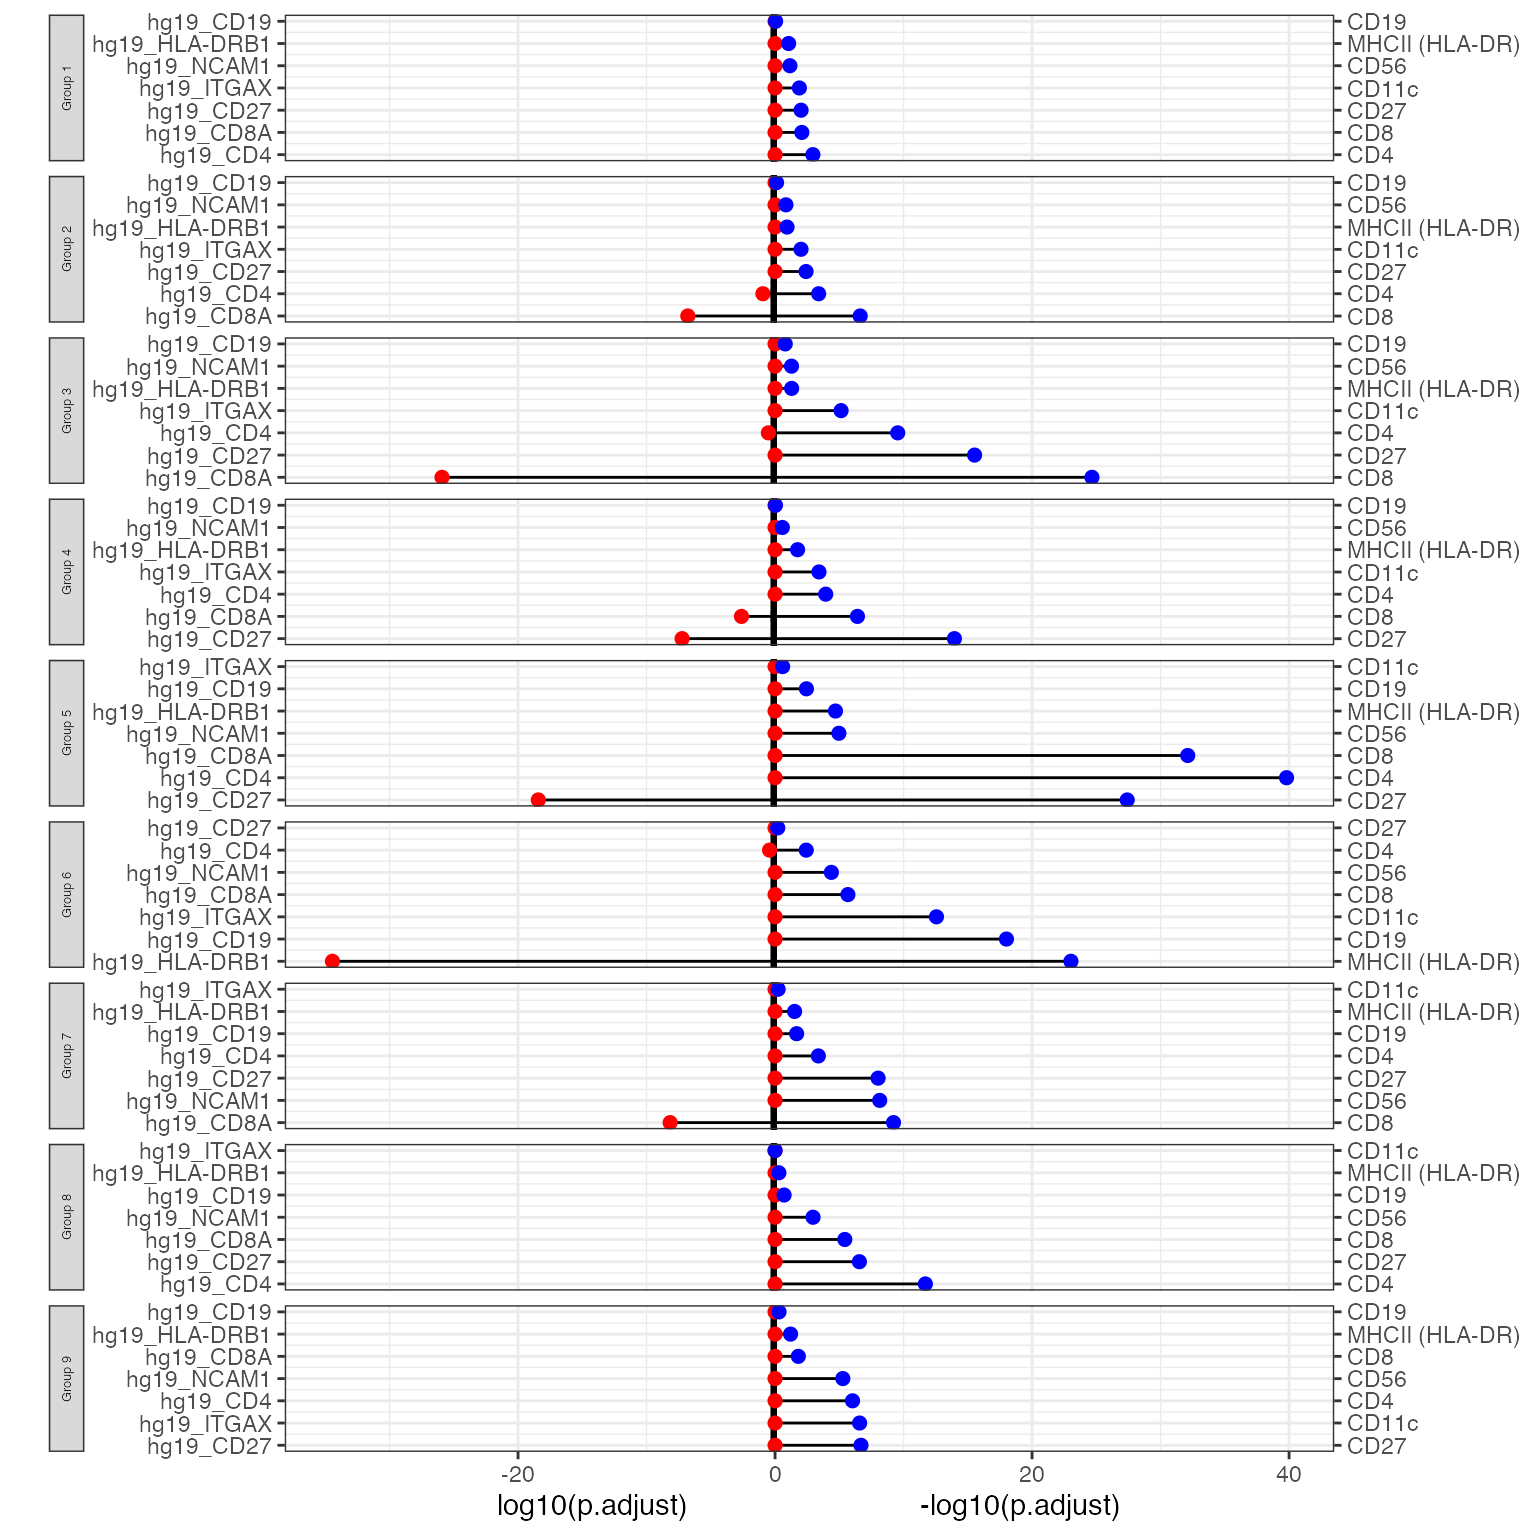 Group 1
hg19_CD19 CD19
hg19_HLA-DRB1 MHCII (HLA-DR)
hg19_NCAM1 CD56
hg19_ITGAX CD11c
hg19_CD27 CD27
hg19_CD8A CD8
hg19_CD4 CD4
Group 2
hg19_CD19 CD19
hg19_NCAM1 CD56
hg19_HLA-DRB1 MHCII (HLA-DR)
hg19_ITGAX CD11c
hg19_CD27 CD27
hg19_CD4 CD4
hg19_CD8A CD8
Group 3
hg19_CD19 CD19
hg19_NCAM1 CD56
hg19_HLA-DRB1 MHCII (HLA-DR)
hg19_ITGAX CD11c
hg19_CD4 CD4
hg19_CD27 CD27
hg19_CD8A CD8
Group 4
hg19_CD19 CD19
hg19_NCAM1 CD56
hg19_HLA-DRB1 MHCII (HLA-DR)
hg19_ITGAX CD11c
hg19_CD4 CD4
hg19_CD8A CD8
hg19_CD27 CD27
Group 5
hg19_ITGAX CD11c
hg19_CD19 CD19
hg19_HLA-DRB1 MHCII (HLA-DR)
hg19_NCAM1 CD56
hg19_CD8A CD8
hg19_CD4 CD4
hg19_CD27 CD27
Group 6
hg19_CD27 CD27
hg19_CD4 CD4
hg19_NCAM1 CD56
hg19_CD8A CD8
hg19_ITGAX CD11c
hg19_CD19 CD19
hg19_HLA-DRB1 MHCII (HLA-DR)
Group 7
hg19_ITGAX CD11c
hg19_HLA-DRB1 MHCII (HLA-DR)
hg19_CD19 CD19
hg19_CD4 CD4
hg19_CD27 CD27
hg19_NCAM1 CD56
hg19_CD8A CD8
Group 8
hg19_ITGAX CD11c
hg19_HLA-DRB1 MHCII (HLA-DR)
hg19_CD19 CD19
hg19_NCAM1 CD56
hg19_CD8A CD8
hg19_CD27 CD27
hg19_CD4 CD4
Group 9
hg19_CD19 CD19
hg19_HLA-DRB1 MHCII (HLA-DR)
hg19_CD8A CD8
hg19_NCAM1 CD56
hg19_CD4 CD4
hg19_ITGAX CD11c
hg19_CD27 CD27
-20 0 20 40
log10(p.adjust) -log10(p.adjust)